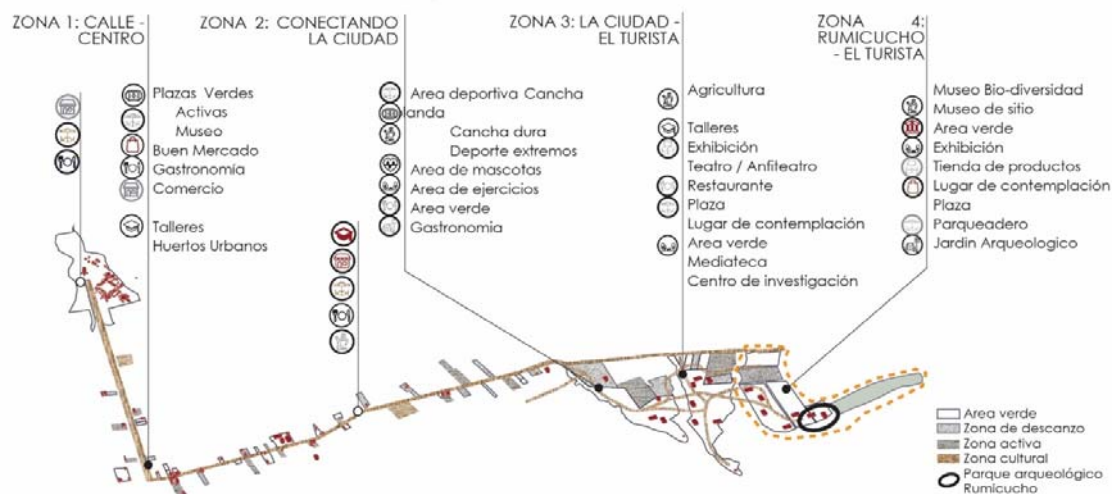 ZONA 1: CALLE -
CENTRO
Plazas Verdes
Activas
Museo
Buen Mercado
Gastronomía
Comercio
Talleres
Huertos Urbanos
ZONA 2: CONECTANDO
LA CIUDAD
Area deportiva Cancha
landa
Cancha dura
Deporte extremos
Area de mascotas
Area de ejercicios
Area verde
Gastronomia
ZONA 3: LA CIUDAD -
EL TURISTA
Agricultura
Talleres
Exhibición
Teatro / Anfiteatro
Restaurante
Plaza
Lugar de contemplación
Area verde
Mediateca
Centro de investigación
ZONA 4:
RUMICUCHO
- EL TURISTA
Museo Bio-diversidad
Museo de sitio
Area verde
Exhibición
Tienda de productos
Lugar de contemplación
Plaza
Parqueadero
Jardin Arqueologico
Area verde
Zona de descanzo
Zona activa
Zona cultural
Parque arqueológico
Rumicucho